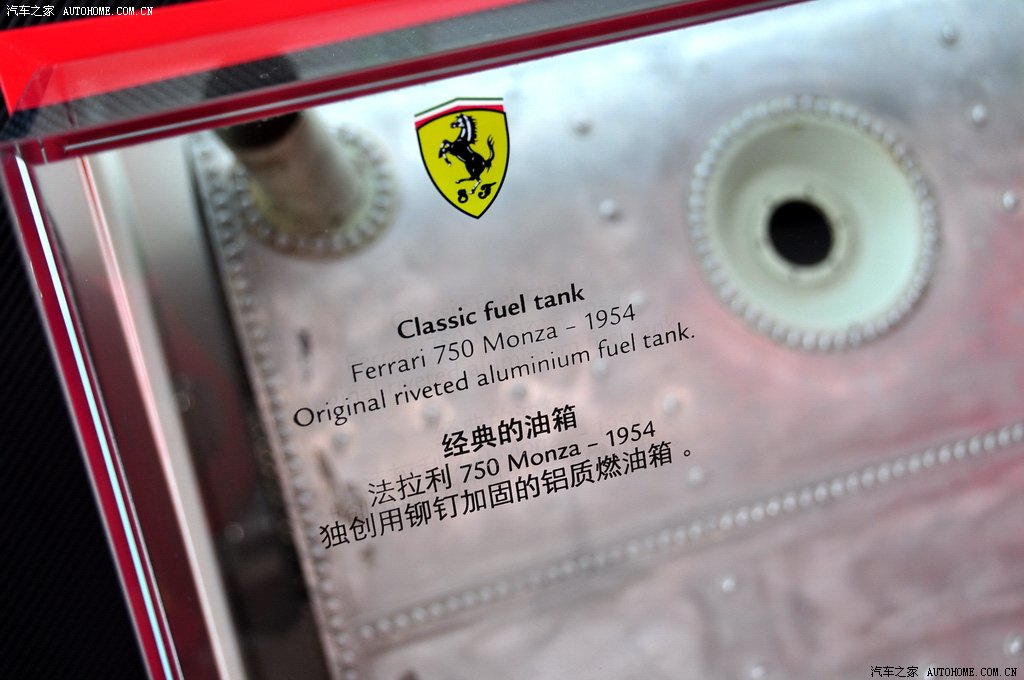 汽车之家 AUTOHOME.COM.CN
S F
Classic fuel tank
Ferrari 750 Monza – 1954
Original riveted aluminium fuel tank.
经典的油箱
法拉利 750 Monza – 1954
独创用铆钉加固的铝质燃油箱。
汽车之家 AUTOHOME.COM.CN